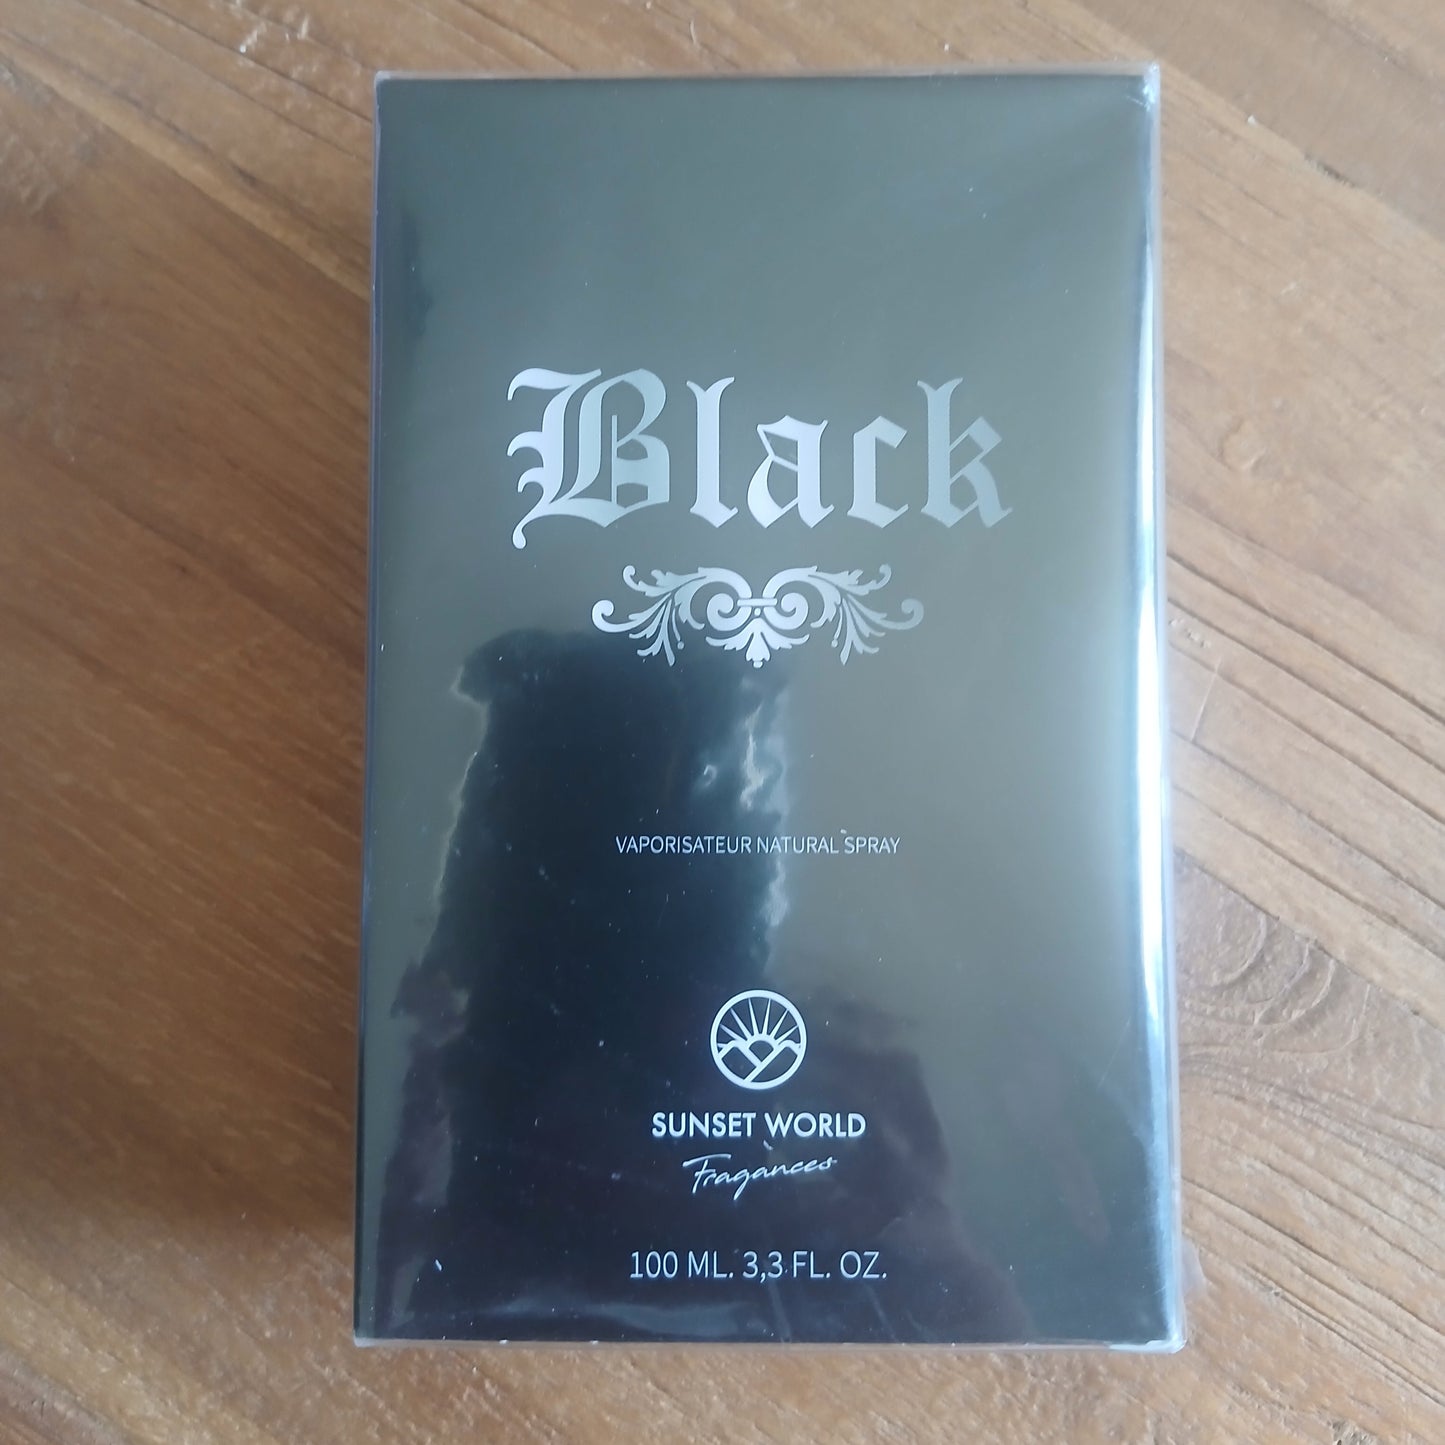 Black
VAPORISATEUR NATURAL SPRAY
SUNSET WORLD
Fragances
100 ML. 3,3 FL. OZ.